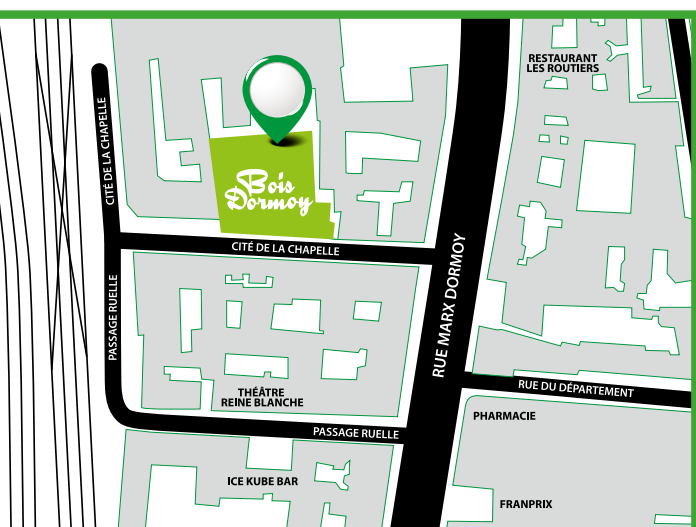 RESTAURANT
LES ROUTIERS
CITÉ DE LA CHAPELLE
Bois
Dormoy
CITÉ DE LA CHAPELLE
RUE MARX DORMOY
PASSAGE RUELLE
THÉÂTRE
REINE BLANCHE
RUE DU DÉPARTEMENT
PHARMACIE
PASSAGE RUELLE
ICE KUBE BAR
FRANPRIX